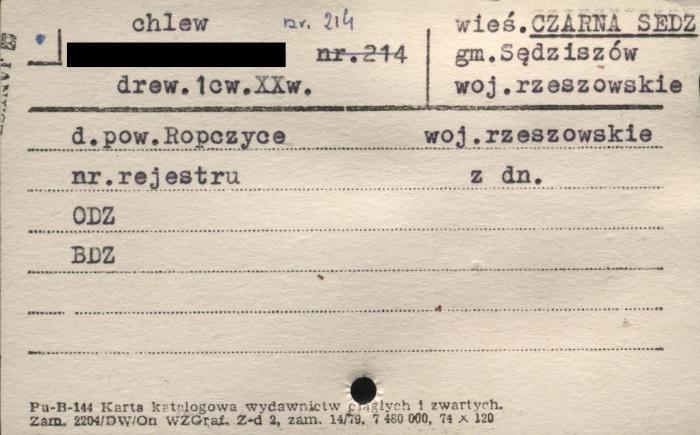 chlew nr. 214 wieś.CZARNA SEDZ
nr.214 gm.Sędziszów
drew.1cw.XXw. woj.rzeszowskie
d.pow.Ropczyce woj.rzeszowskie
nr.rejestru z dn.
ODZ
BDZ
Pu-B-144 Karta katalogowa wydawnictw ciągłych i zwartych.
Zam. 2204/DW/On WZGraf. Z-d 2, zam. 14/79, 7 480 000, 74 × 120